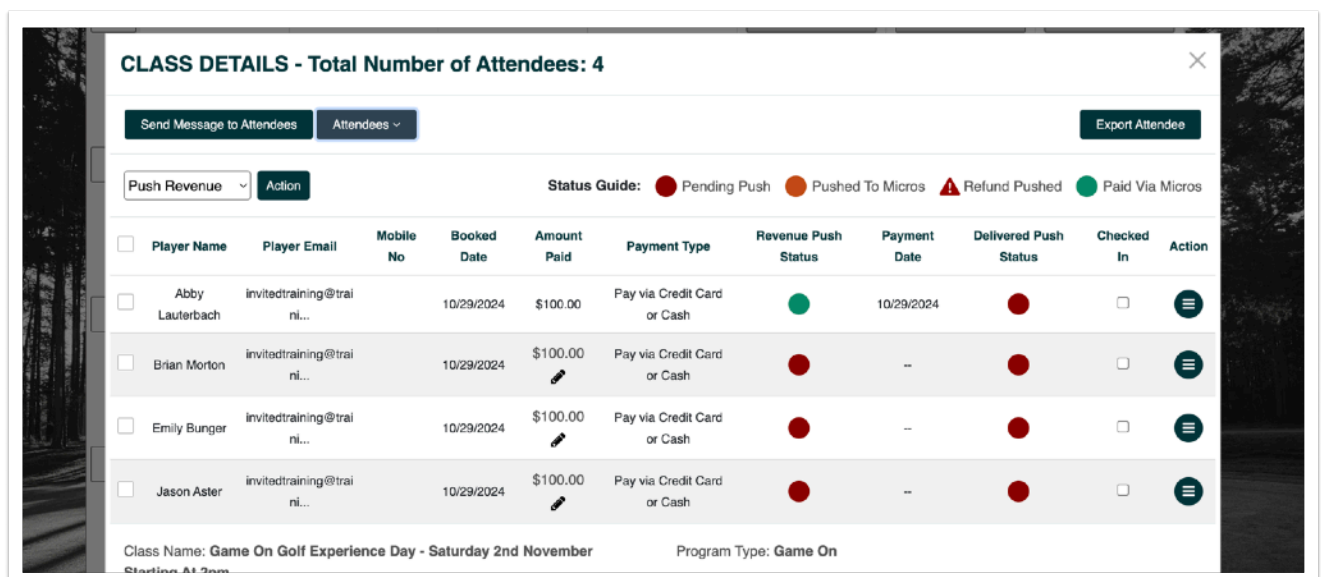 CLASS DETAILS - Total Number of Attendees: 4
Send Message to Attendees Attendees Export Attendee
Push Revenue Action Status Guide: Pending Push Pushed To Micros Refund Pushed Paid Via Micros
Player Name Player Email Mobile No Booked Date Amount Paid Payment Type Revenue Push Status Payment Date Delivered Push Status Checked In Action
Abby Lauterbach invitedtraining@traini... 10/29/2024 $100.00 Pay via Credit Card or Cash 10/29/2024
Brian Morton invitedtraining@traini... 10/29/2024 $100.00 Pay via Credit Card or Cash --
Emily Bunger invitedtraining@traini... 10/29/2024 $100.00 Pay via Credit Card or Cash --
Jason Aster invitedtraining@traini... 10/29/2024 $100.00 Pay via Credit Card or Cash --
Class Name: Game On Golf Experience Day - Saturday 2nd November Program Type: Game On
Starting At 2pm